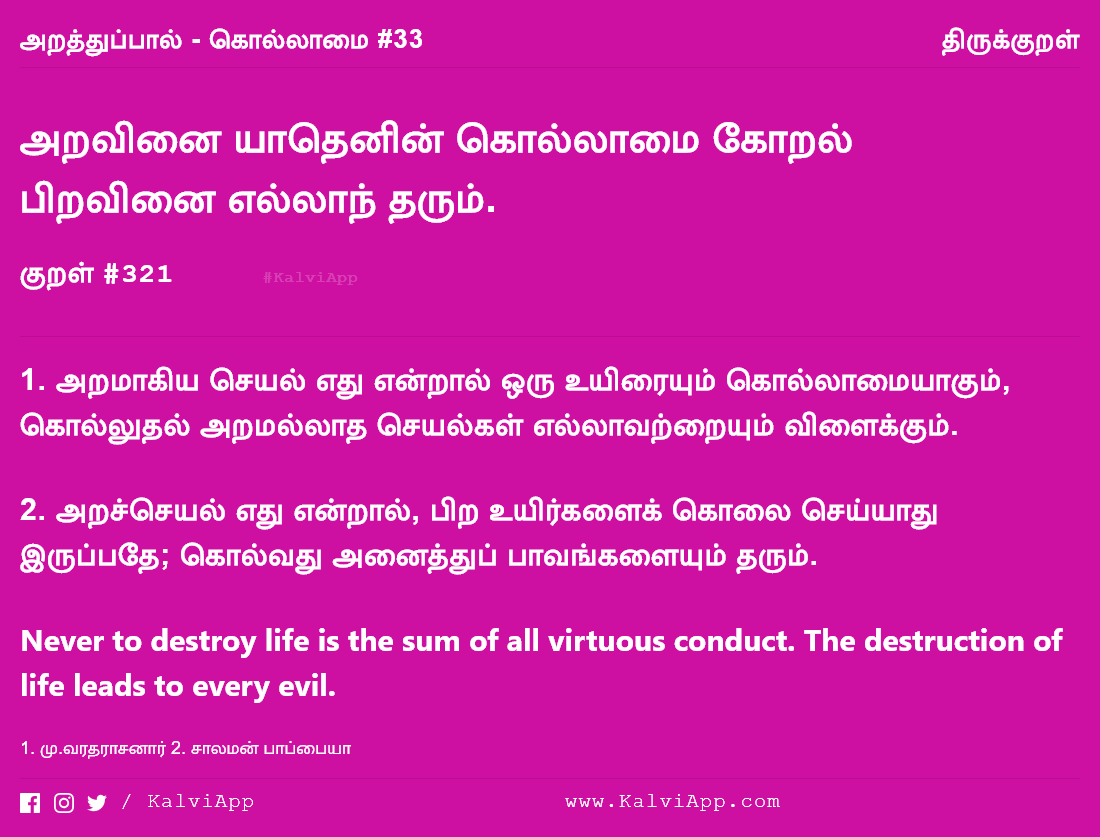 அறத்துப்பால் - கொல்லாமை #33 திருக்குறள்
அறவினை யாதெனின் கொல்லாமை கோறல்
பிறவினை எல்லாந் தரும்.
குறள் #321 #KalviApp
1. அறமாகிய செயல் எது என்றால் ஒரு உயிரையும் கொல்லாமையாகும்,
கொல்லுதல் அறமல்லாத செயல்கள் எல்லாவற்றையும் விளைக்கும்.
2. அறச்செயல் எது என்றால், பிற உயிர்களைக் கொலை செய்யாது
இருப்பதே; கொல்வது அனைத்துப் பாவங்களையும் தரும்.
Never to destroy life is the sum of all virtuous conduct. The destruction of
life leads to every evil.
1. மு.வரதராசனார் 2. சாலமன் பாப்பையா
/ KalviApp www.KalviApp.com